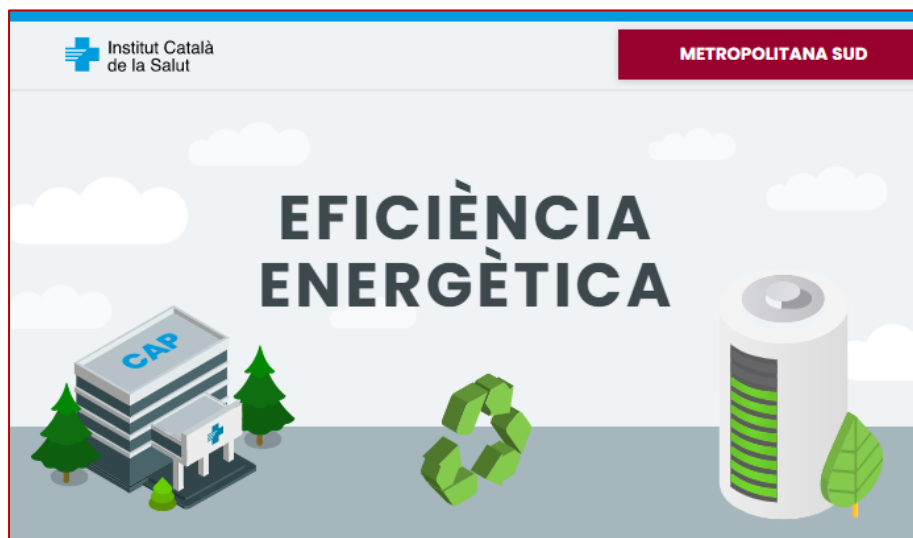 Institut Català
de la Salut
METROPOLITANA SUD
EFICIÈNCIA
ENERGÈTICA
CAP